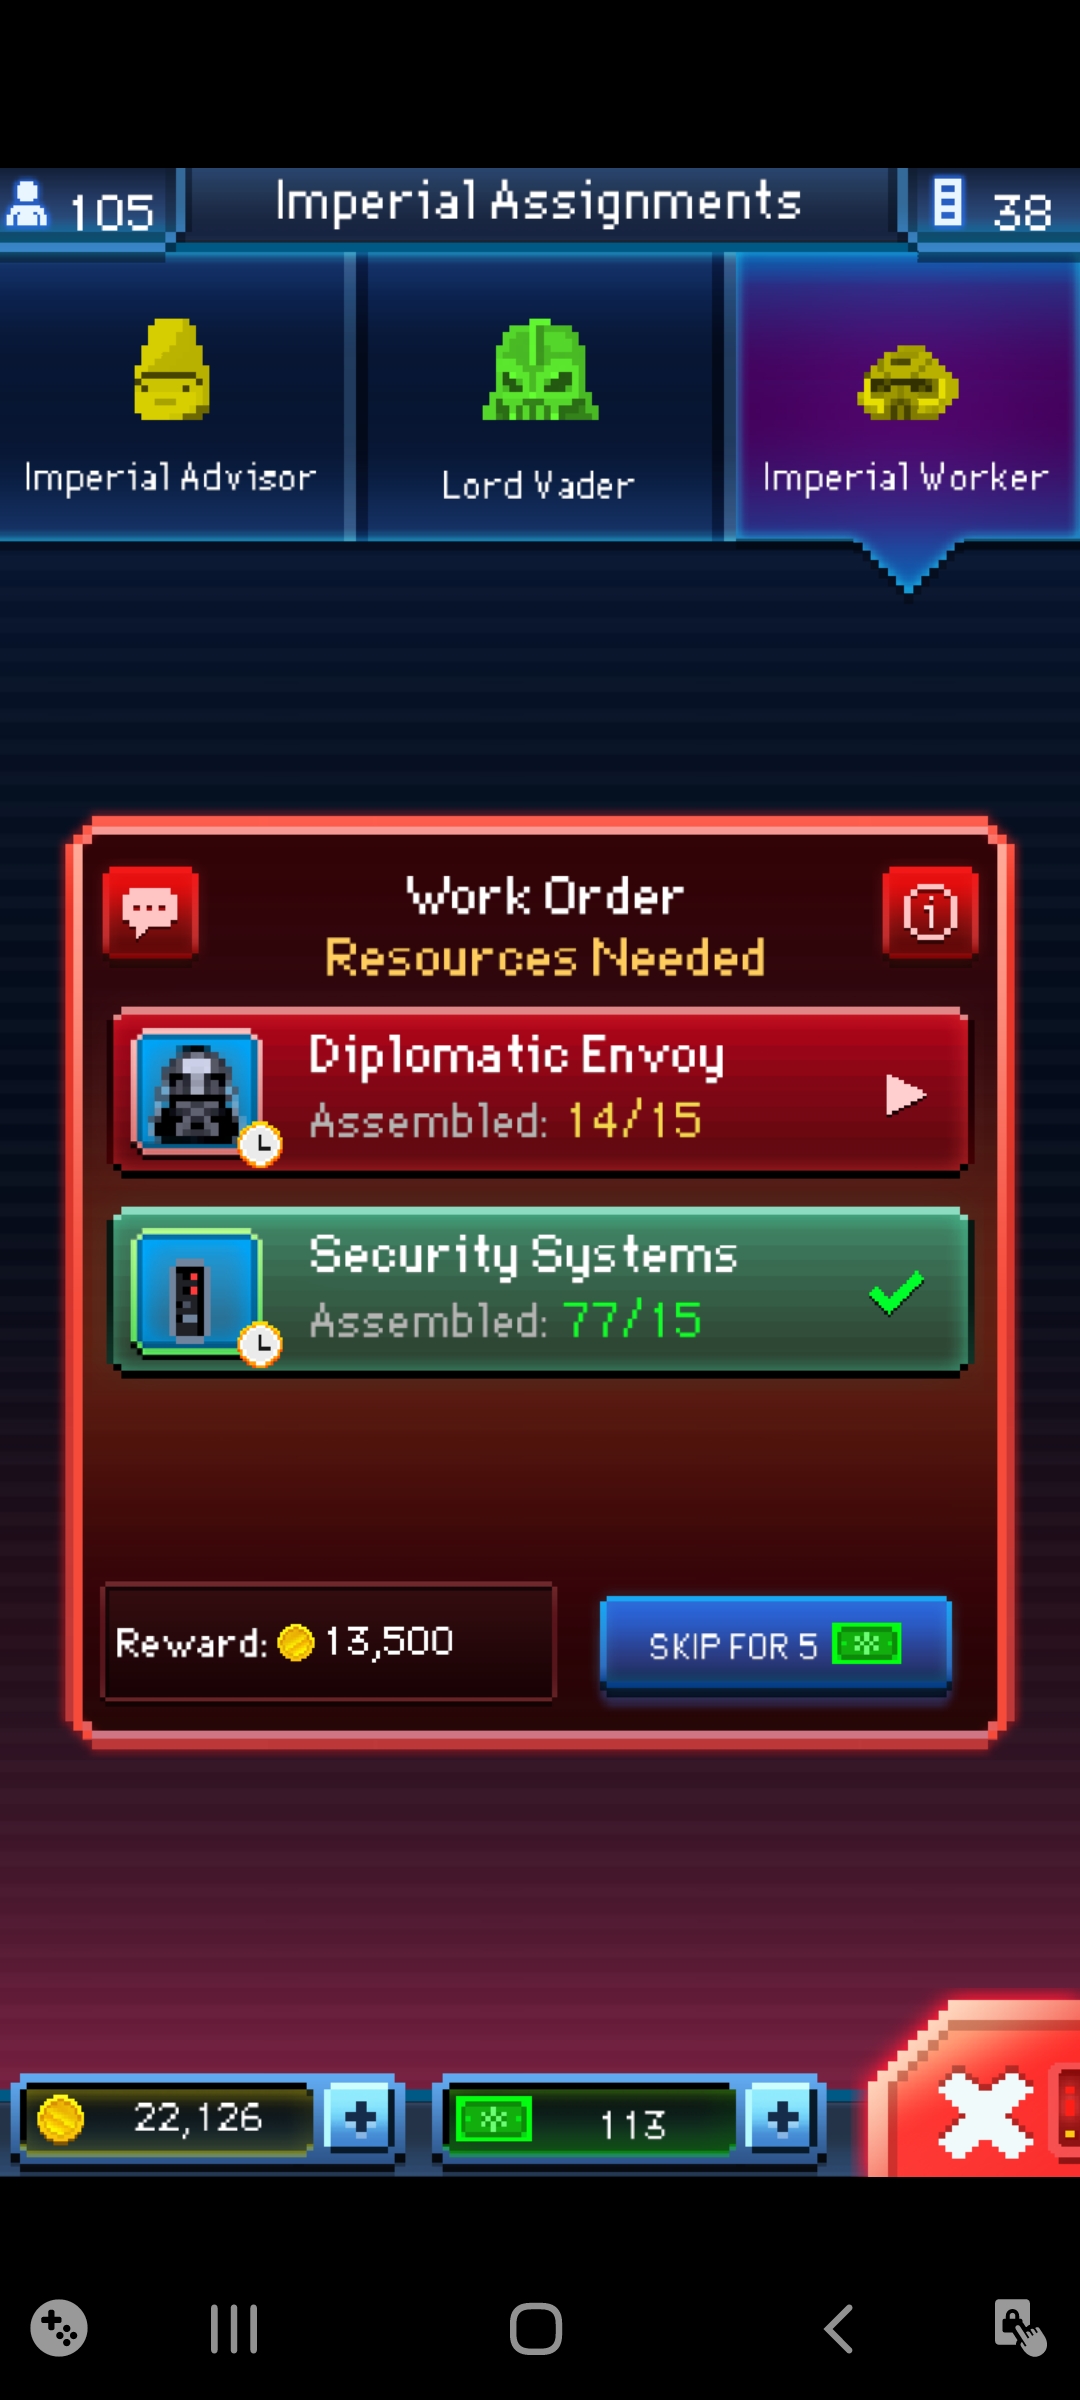 105
Imperial Assignments
38
Imperial Advisor
Lord Vader
Imperial Worker
Work Order
Resources Needed
Diplomatic Envoy
Assembled: 14/15
Security Systems
Assembled: 77/15
Reward: 13,500
SKIP FOR 5
22,126
113